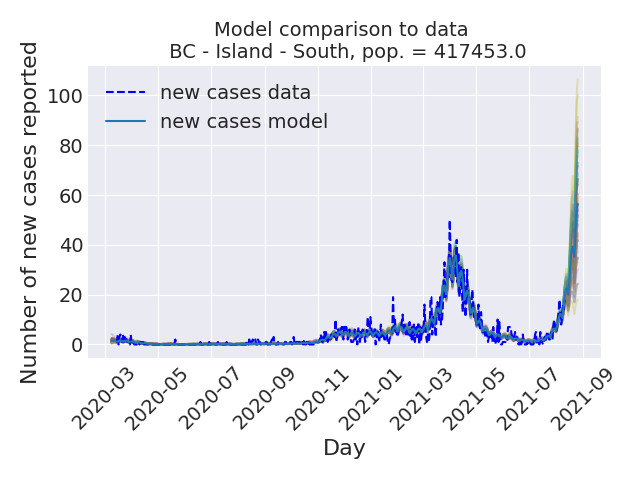 Model comparison to data
BC - Island - South, pop. = 417453.0
new cases data
new cases model
Number of new cases reported
100
80
60
40
20
0
2020-03
2020-05
2020-07
2020-09
2020-11
2021-01
2021-03
2021-05
2021-07
2021-09
Day